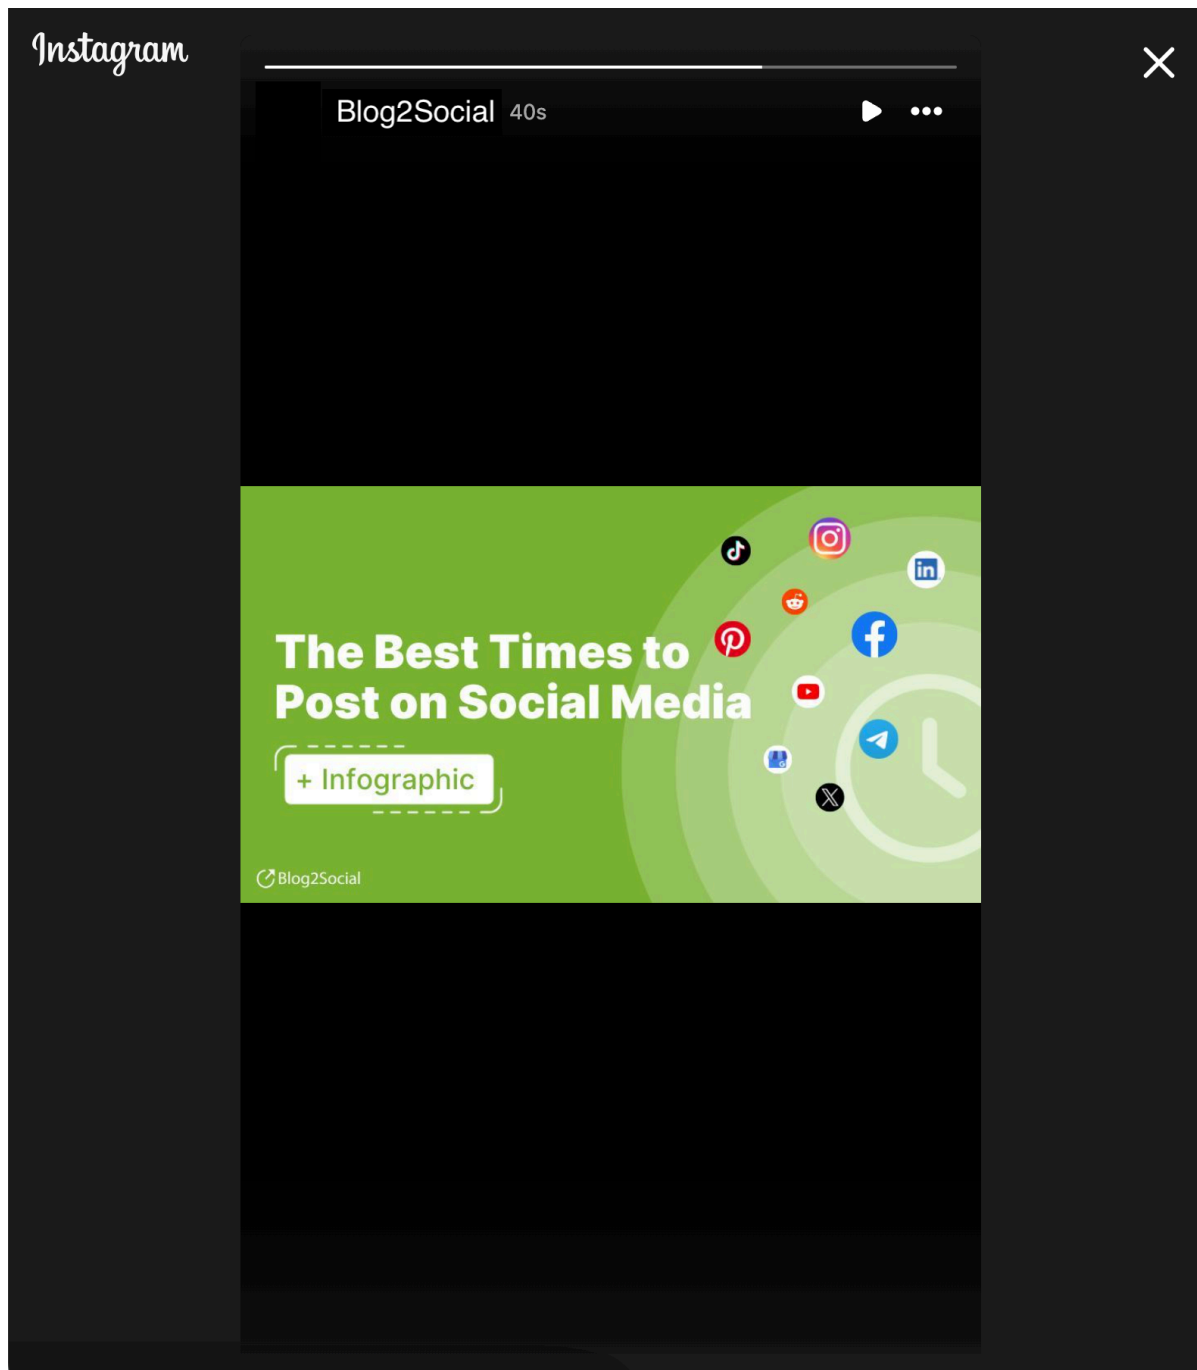 Instagram
Blog2Social 40s
The Best Times to
Post on Social Media
+ Infographic
Blog2Social